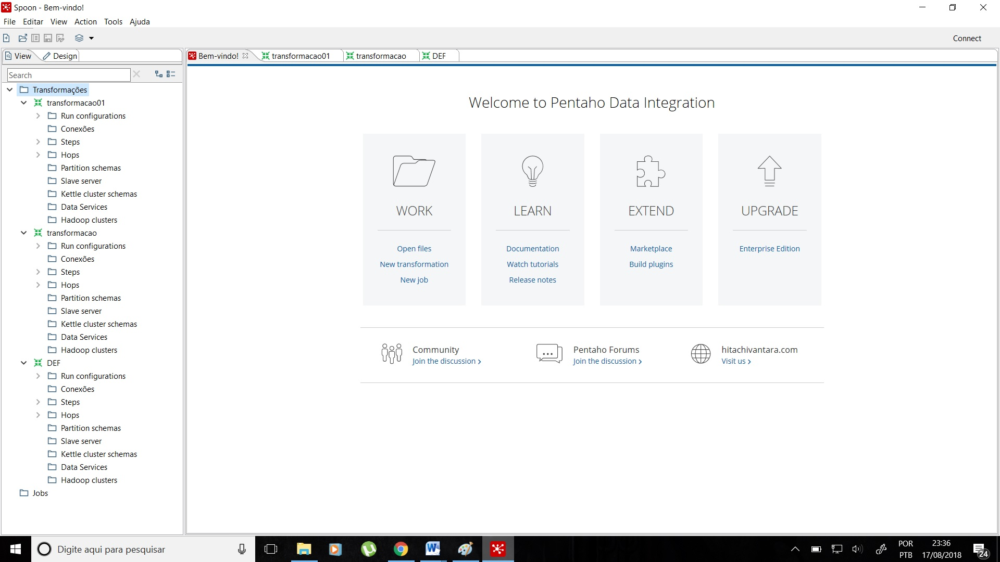 Spoon - Bem-vindo!
File Editar View Action Tools Ajuda
Connect
View Design
Bem-vindo! transformacao01 transformacao DEF
Search
Transformações
transformacao01
Run configurations
Conexões
Steps
Hops
Partition schemas
Slave server
Kettle cluster schemas
Data Services
Hadoop clusters
transformacao
Run configurations
Conexões
Steps
Hops
Partition schemas
Slave server
Kettle cluster schemas
Data Services
Hadoop clusters
DEF
Run configurations
Conexões
Steps
Hops
Partition schemas
Slave server
Kettle cluster schemas
Data Services
Hadoop clusters
Jobs
Welcome to Pentaho Data Integration
WORK
Open files
New transformation
New job
LEARN
Documentation
Watch tutorials
Release notes
EXTEND
Marketplace
Build plugins
UPGRADE
Enterprise Edition
Community
Join the discussion >
Pentaho Forums
Join the discussion >
hitachivantara.com
Visit us >
Digite aqui para pesquisar
POR
PTB
23:36
17/08/2018
24